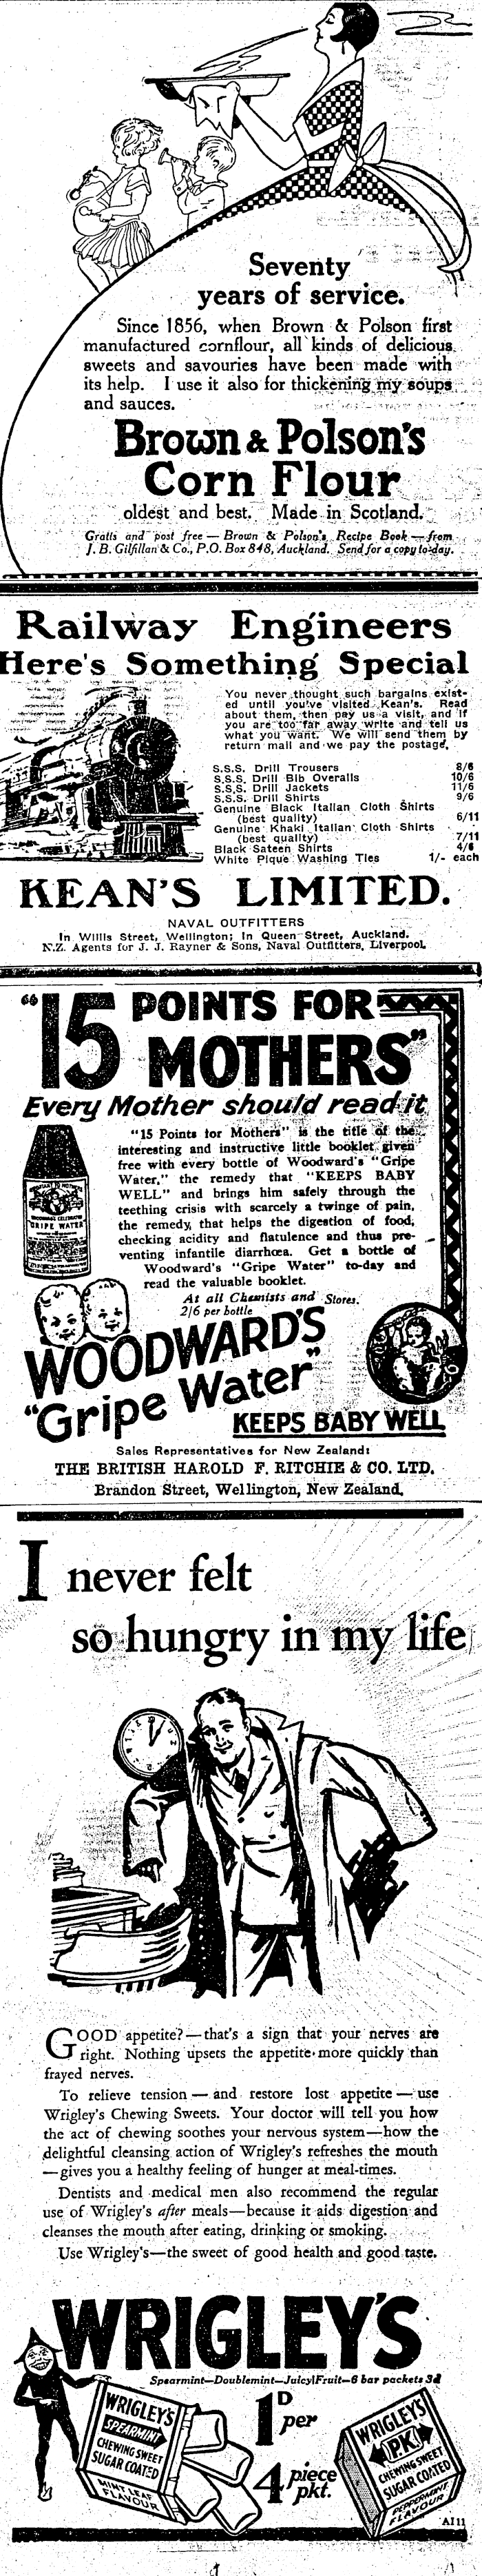 Seventy
years of service.
Since 1856, when Brown & Polson first
manufactured cornflour, all kinds of delicious
sweets and savouries have been made with
its help. I use it also for thickening my soups
and sauces.
Brown & Polson's
Corn Flour
oldest and best. Made in Scotland.
Gratis and post free — Brown & Polson's Recipe Book — from
J. B. Gilfillan & Co., P.O. Box 848, Auckland. Send for a copy to-day.
Railway Engineers
Here's Something Special
You never thought such bargains exist-
ed until you've visited Kean's. Read
about them, then pay us a visit, and if
you are too far away write and tell us
what you want. We will send them by
return mail and we pay the postage.
S.S.S. Drill Trousers 8/6
S.S.S. Drill Bib Overalls 10/6
S.S.S. Drill Jackets 11/6
S.S.S. Drill Shirts 9/6
Genuine Black Italian Cloth Shirts
(best quality) 6/11
Genuine Khaki Italian Cloth Shirts
(best quality) 7/11
Black Sateen Shirts 4/6
White Pique Washing Ties 1/- each
KEAN'S LIMITED.
NAVAL OUTFITTERS
In Willis Street, Wellington; In Queen Street, Auckland.
N.Z. Agents for J. J. Rayner & Sons, Naval Outfitters, Liverpool.
"15 POINTS FOR
MOTHERS"
Every Mother should read it
"15 Points for Mothers" is the title of the
interesting and instructive little booklet given
free with every bottle of Woodward's "Gripe
Water," the remedy that "KEEPS BABY
WELL" and brings him safely through the
teething crisis with scarcely a twinge of pain,
the remedy, that helps the digestion of food,
checking acidity and flatulence and thus pre-
venting infantile diarrhœa. Get a bottle of
Woodward's "Gripe Water" to-day and
read the valuable booklet.
At all Chemists and Stores.
2/6 per bottle
GRIPE WATER
WOODWARD'S
"Gripe Water"
KEEPS BABY WELL
Sales Representatives for New Zealand:
THE BRITISH HAROLD F. RITCHIE & CO. LTD.
Brandon Street, Wellington, New Zealand.
I never felt
so hungry in my life
GOOD appetite?—that's a sign that your nerves are
right. Nothing upsets the appetite more quickly than
frayed nerves.
To relieve tension — and restore lost appetite — use
Wrigley's Chewing Sweets. Your doctor will tell you how
the act of chewing soothes your nervous system—how the
delightful cleansing action of Wrigley's refreshes the mouth
—gives you a healthy feeling of hunger at meal-times.
Dentists and medical men also recommend the regular
use of Wrigley's after meals—because it aids digestion and
cleanses the mouth after eating, drinking or smoking.
Use Wrigley's—the sweet of good health and good taste.
WRIGLEY'S
Spearmint—Doublemint—Juicy Fruit—6 bar packets 3d
1D per
4 piece pkt.
WRIGLEY'S
SPEARMINT
CHEWING SWEET
SUGAR COATED
MINT LEAF
FLAVOUR
WRIGLEY'S
P.K.
CHEWING SWEET
SUGAR COATED
PEPPERMINT
FLAVOUR
AI 11